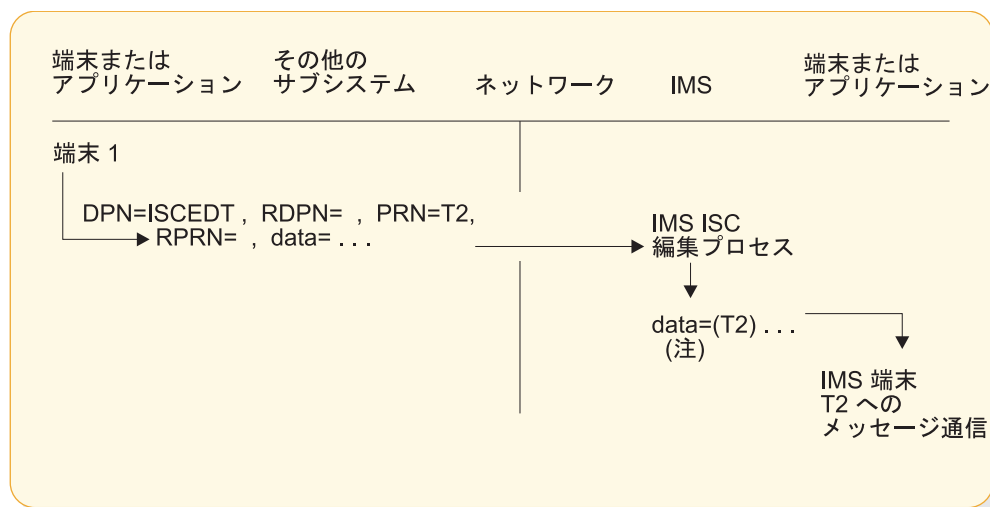 端末または
アプリケーション
その他の
サブシステム
ネットワーク
IMS
端末または
アプリケーション
端末 1
DPN=ISCEDT , RDPN= , PRN=T2,
RPRN= , data= . . .
IMS ISC
編集プロセス
data=(T2) . . .
(注)
IMS 端末
T2 への
メッセージ通信